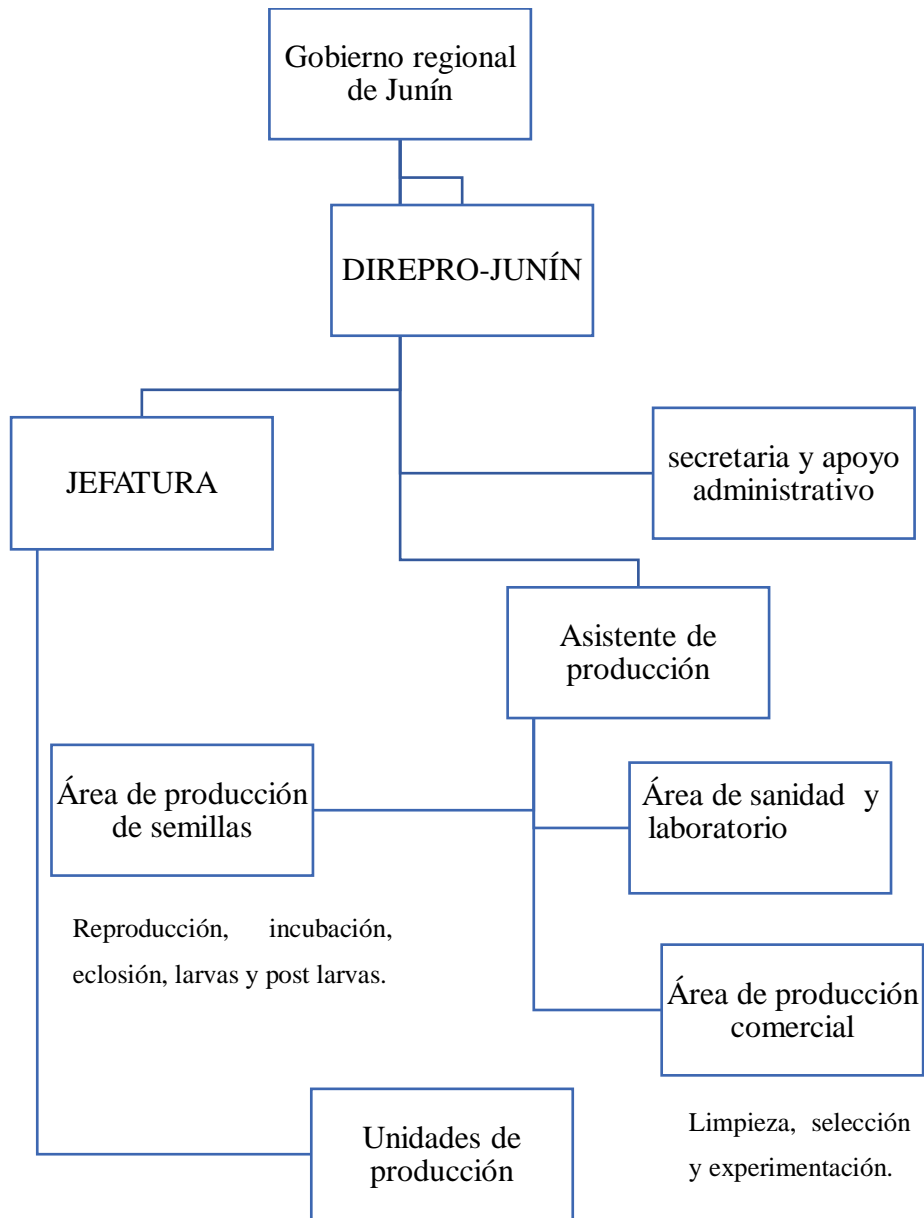 Gobierno regional
de Junín
DIREPRO-JUNÍN
JEFATURA
secretaria y apoyo
administrativo
Asistente de
producción
Área de producción
de semillas
Área de sanidad y
laboratorio
Reproducción, incubación,
eclosión, larvas y post larvas.
Área de producción
comercial
Unidades de
producción
Limpieza, selección
y experimentación.